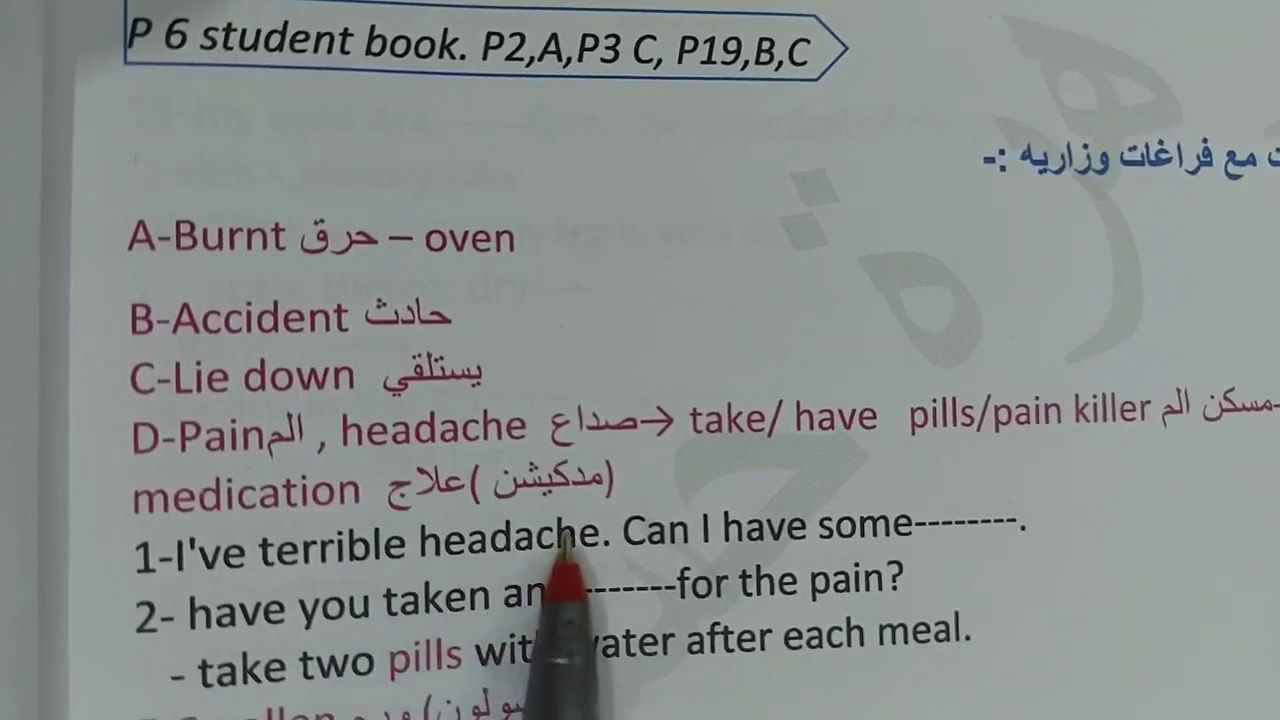 P 6 student book. P2,A,P3 C, P19,B,C
مع فراغات وزاريه :-
A-Burnt حرق – oven
B-Accident حادث
C-Lie down يستلقي
D-Pain الم , headache صداع → take/ have pills/pain killer مسكن الم-
medication علاج (مدكيشن)
1-I've terrible headache. Can I have some--------.
2- have you taken an -------for the pain?
- take two pills with water after each meal.